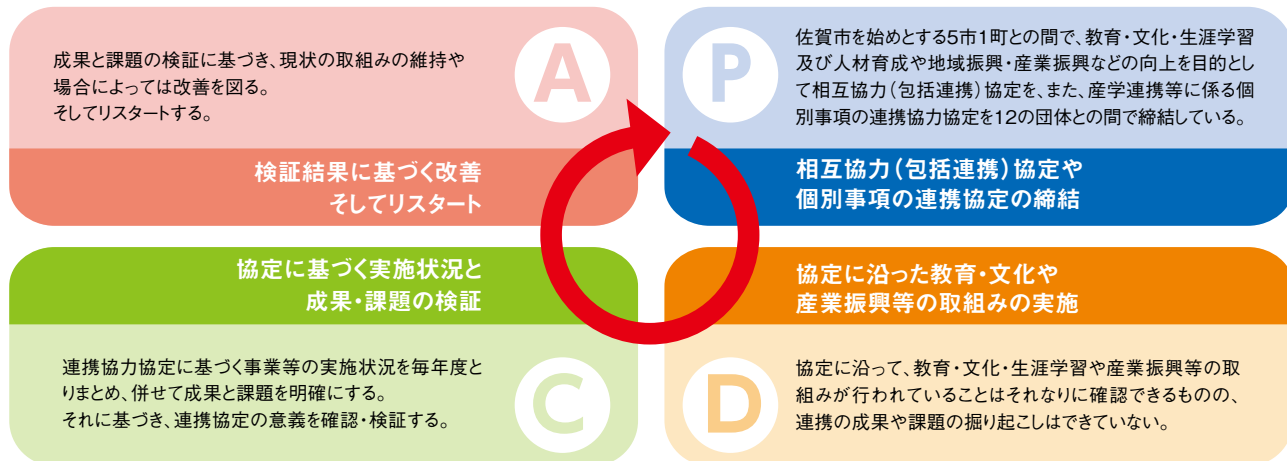 A
成果と課題の検証に基づき、現状の取組みの維持や
場合によっては改善を図る。
そしてリスタートする。
検証結果に基づく改善
そしてリスタート
P
佐賀市を始めとする5市1町との間で、教育・文化・生涯学習
及び人材育成や地域振興・産業振興などの向上を目的とし
て相互協力(包括連携)協定を、また、産学連携等に係る個
別事項の連携協力協定を12の団体との間で締結している。
相互協力(包括連携)協定や
個別事項の連携協定の締結
協定に基づく実施状況と
成果・課題の検証
連携協力協定に基づく事業等の実施状況を毎年度と
りまとめ、併せて成果と課題を明確にする。
それに基づき、連携協定の意義を確認・検証する。
C
協定に沿った教育・文化や
産業振興等の取組みの実施
協定に沿って、教育・文化・生涯学習や産業振興等の取
組みが行われていることはそれなりに確認できるものの、
連携の成果や課題の掘り起こしはできていない。
D